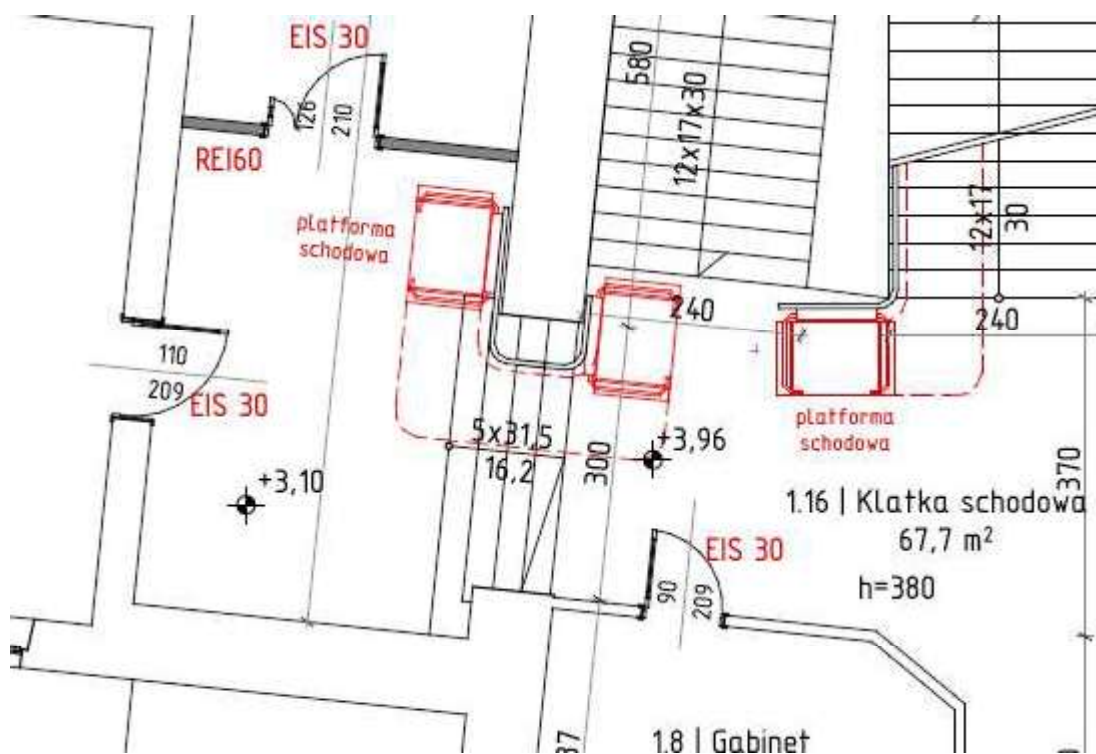 EIS 30
126
210
REI60
580
12x17x30
platforma
schodowa
12x17
30
240
240
110
209
EIS 30
platforma
schodowa
5x31,5
16,2
300
+3,96
370
+3,10
1.16 | Klatka schodowa
67,7 m²
h=380
EIS 30
90
209
1.8 | Gabinet